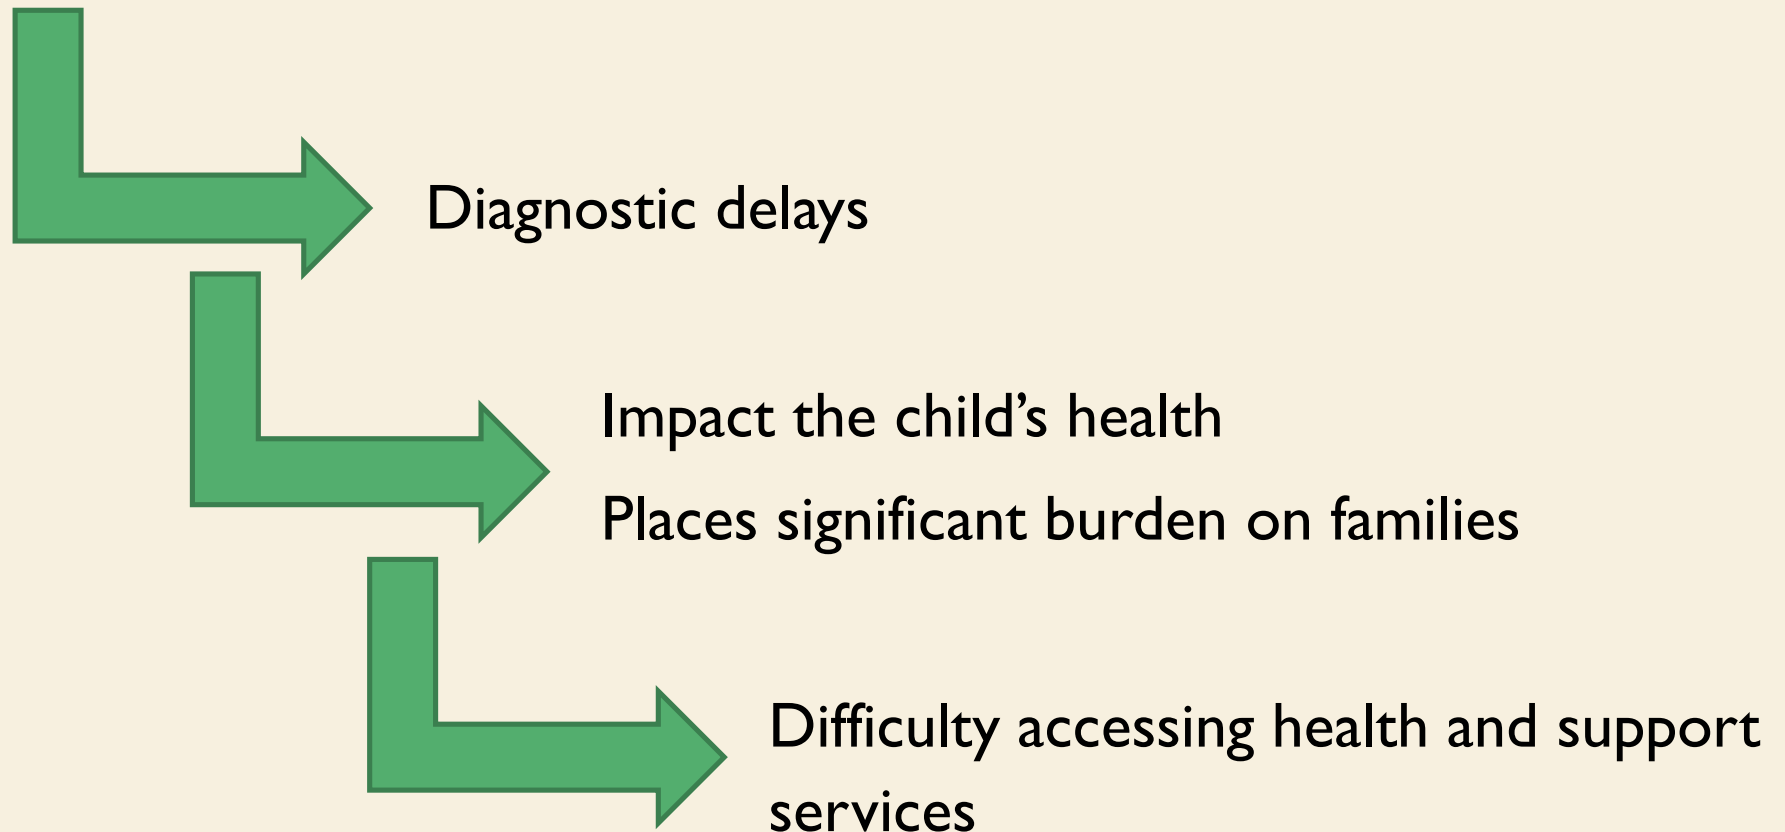 Diagnostic delays
Impact the child’s health
Places significant burden on families
Difficulty accessing health and support
services